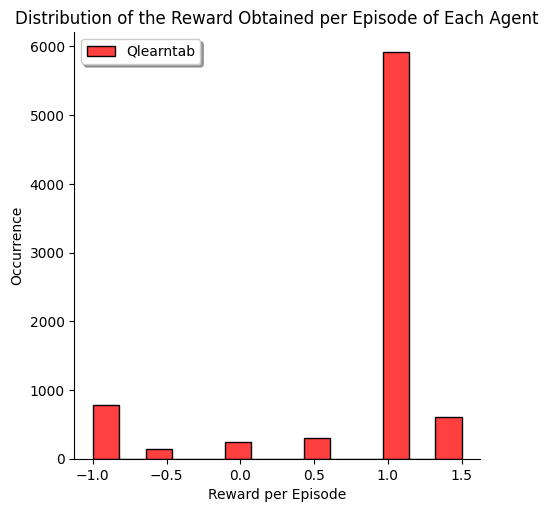 Distribution of the Reward Obtained per Episode of Each Agent
Qlearntab
6000
5000
4000
3000
2000
1000
0
Occurrence
−1.0 −0.5 0.0 0.5 1.0 1.5
Reward per Episode